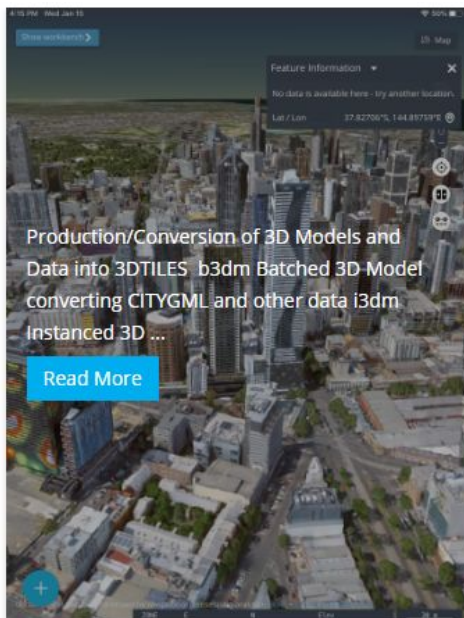 4:15 PM Wed Jan 15
50%
Show workbench
Map
Feature Information
No data is available here - try another location.
Lat / Lon 37.82706°S, 144.89759°E
Production/Conversion of 3D Models and
Data into 3DTILES b3dm Batched 3D Model
converting CITYGML and other data i3dm
Instanced 3D ...
Read More